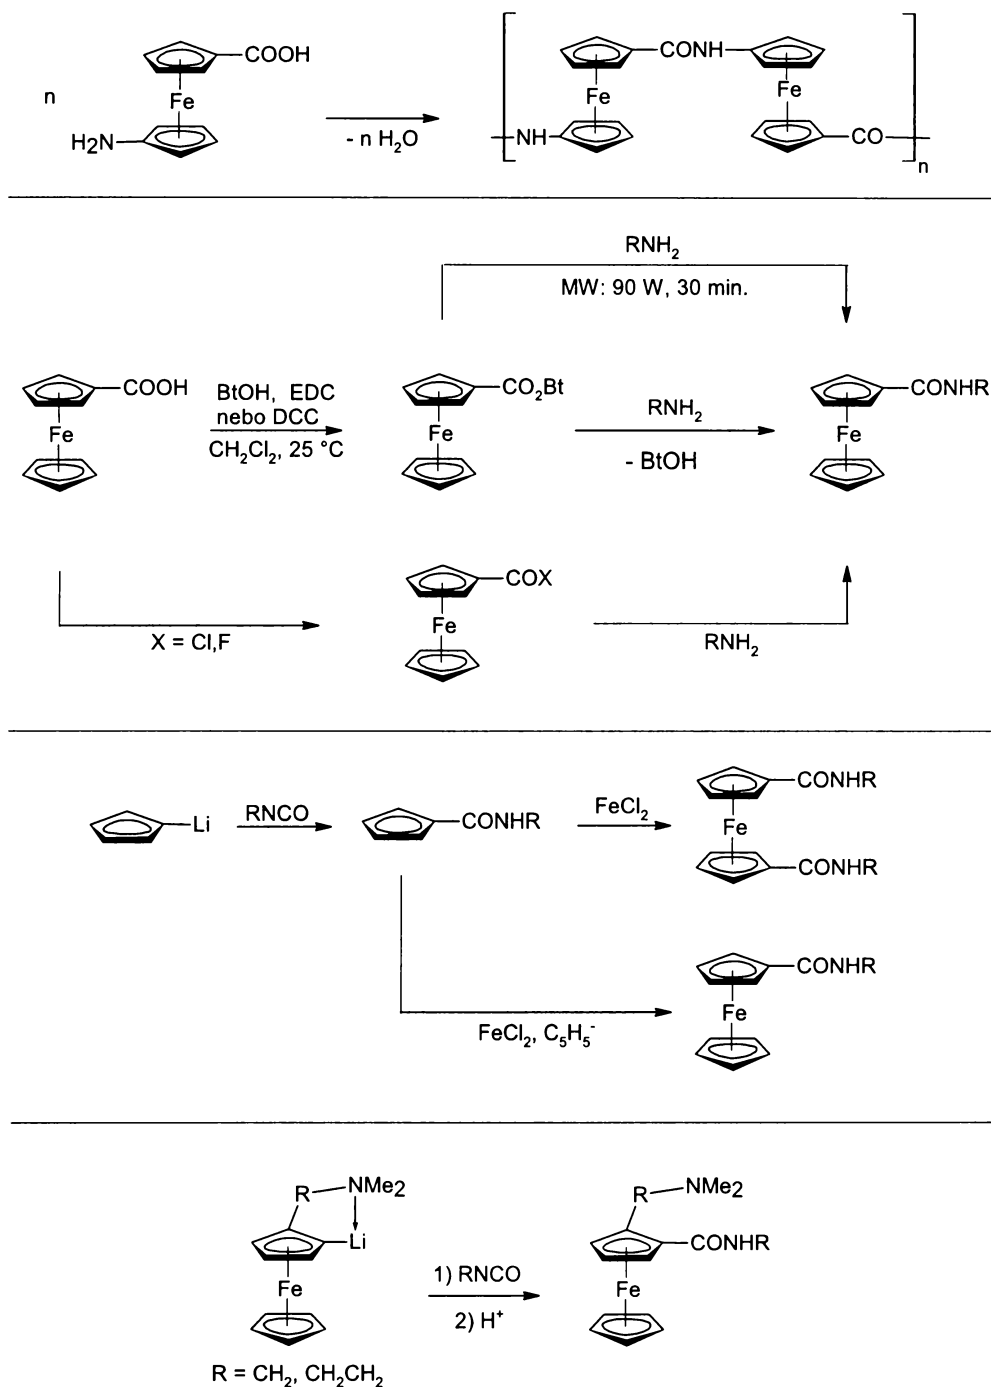 n
COOH
Fe
H2N
- n H₂O
CONH
Fe
Fe
NH
CO
n
RNH₂
MW: 90 W, 30 min.
COOH
Fe
BtOH, EDC
nebo DCC
CH₂Cl₂, 25 °C
CO₂Bt
Fe
RNH₂
- BtOH
CONHR
Fe
X = Cl,F
COX
Fe
RNH₂
Li
RNCO
CONHR
FeCl₂
CONHR
Fe
CONHR
FeCl₂, C₅H₅⁻
CONHR
Fe
R
NMe2
Li
Fe
R = CH₂, CH₂CH₂
1) RNCO
2) H⁺
R
NMe2
CONHR
Fe